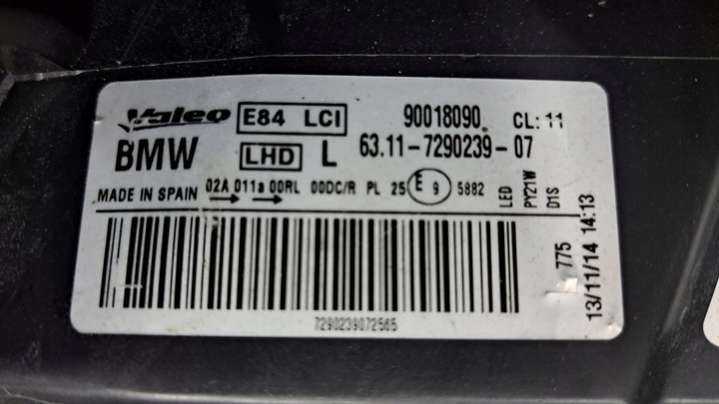 Valeo E84 LCI 90018090 CL: 11
BMW LHD L 63.11-7290239-07
MADE IN SPAIN 02A 011a 00RL 00DC/R PL 25 E 9 5882
LED
PY21W
D1S
775
13/11/14 14:13
7290239072565